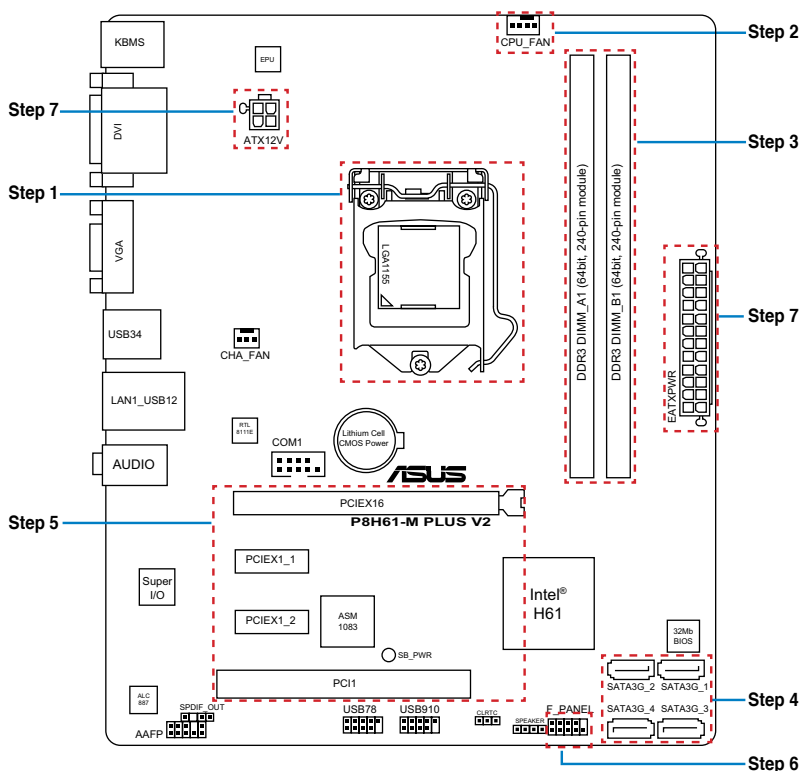 Step 2
KBMS
CPU_FAN
EPU
Step 7
DVI
ATX12V
Step 3
Step 1
DDR3 DIMM_A1 (64bit, 240-pin module)
DDR3 DIMM_B1 (64bit, 240-pin module)
LGA1155
VGA
Step 7
USB34
CHA_FAN
EATXPWR
LAN1_USB12
RTL
8111E
COM1
Lithium Cell
CMOS Power
AUDIO
ASUS
PCIEX16
P8H61-M PLUS V2
Step 5
PCIEX1_1
Super
I/O
Intel®
H61
PCIEX1_2
ASM
1083
32Mb
BIOS
SB_PWR
PCI1
SATA3G_2
SATA3G_1
Step 4
ALC
887
SPDIF_OUT
USB78
USB910
CLRTC
F_PANEL
SATA3G_4
SATA3G_3
SPEAKER
AAFP
Step 6